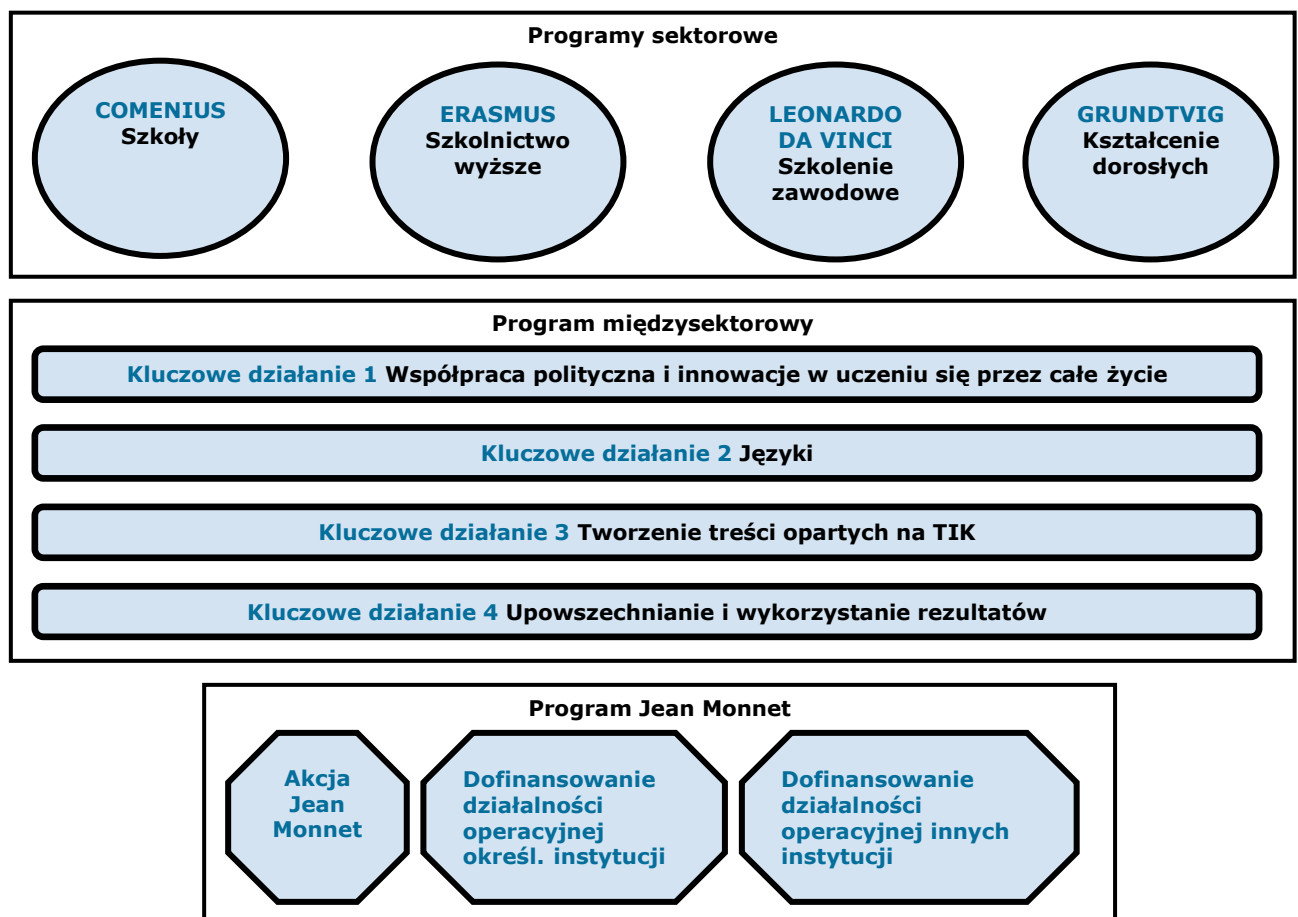 Programy sektorowe
COMENIUS
Szkoły
ERASMUS
Szkolnictwo
wyższe
LEONARDO
DA VINCI
Szkolenie
zawodowe
GRUNDTVIG
Kształcenie
dorosłych
Program międzysektorowy
Kluczowe działanie 1 Współpraca polityczna i innowacje w uczeniu się przez całe życie
Kluczowe działanie 2 Języki
Kluczowe działanie 3 Tworzenie treści opartych na TIK
Kluczowe działanie 4 Upowszechnianie i wykorzystanie rezultatów
Program Jean Monnet
Akcja
Jean
Monnet
Dofinansowanie
działalności
operacyjnej
określ. instytucji
Dofinansowanie
działalności
operacyjnej innych
instytucji